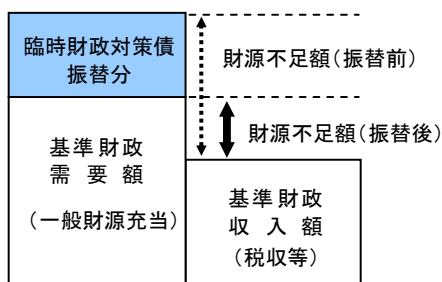 臨時財政対策債
振替分
財源不足額(振替前)
財源不足額(振替後)
基準財政
需要額
(一般財源充当)
基準財政
収入額
(税収等)